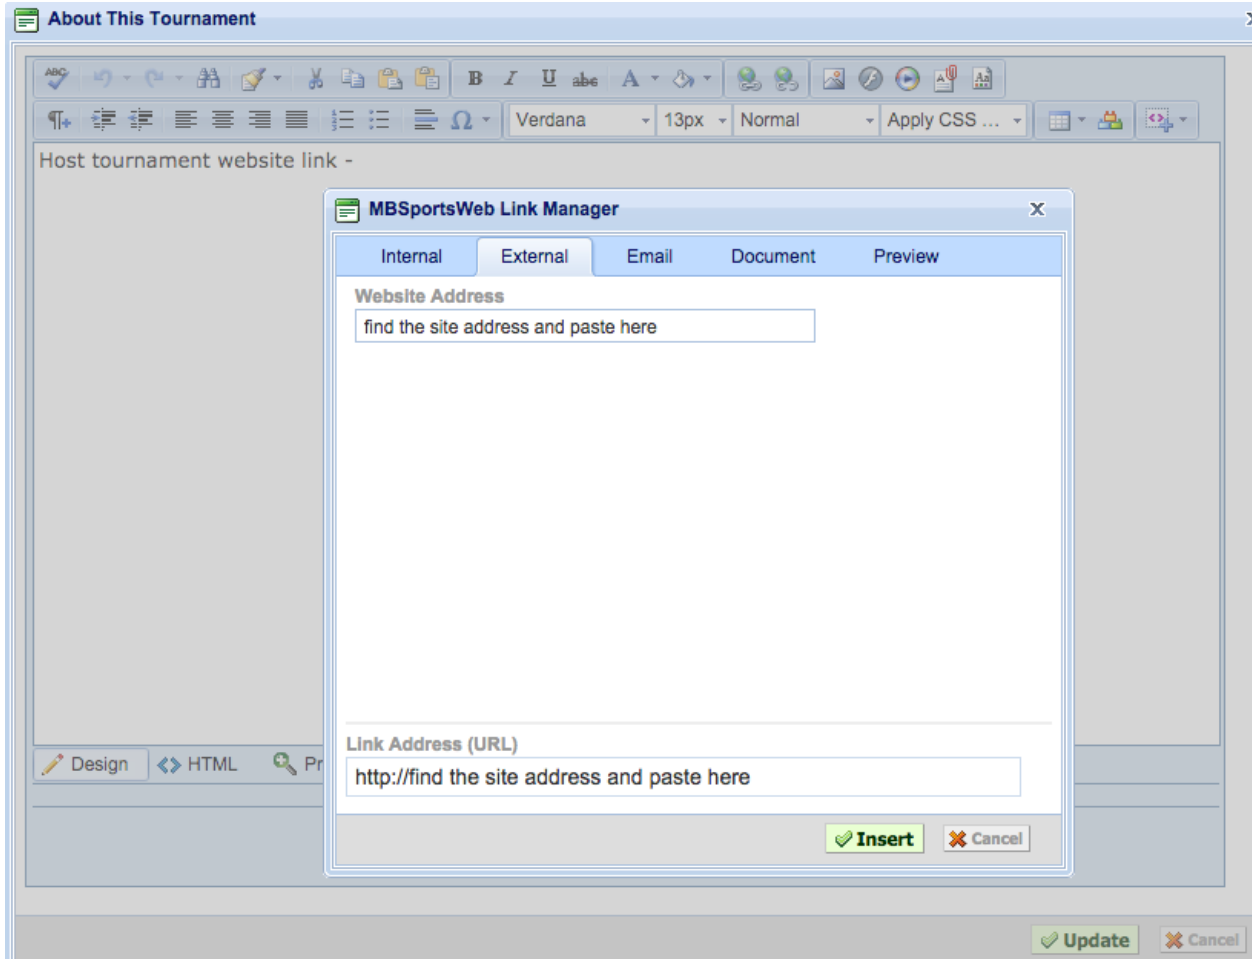 About This Tournament
ABC
B I U abc A
Ω Verdana 13px Normal Apply CSS ...
Host tournament website link -
MBSportsWeb Link Manager
x
Internal External Email Document Preview
Website Address
find the site address and paste here
Link Address (URL)
http://find the site address and paste here
Design HTML Pr
Insert Cancel
Update Cancel